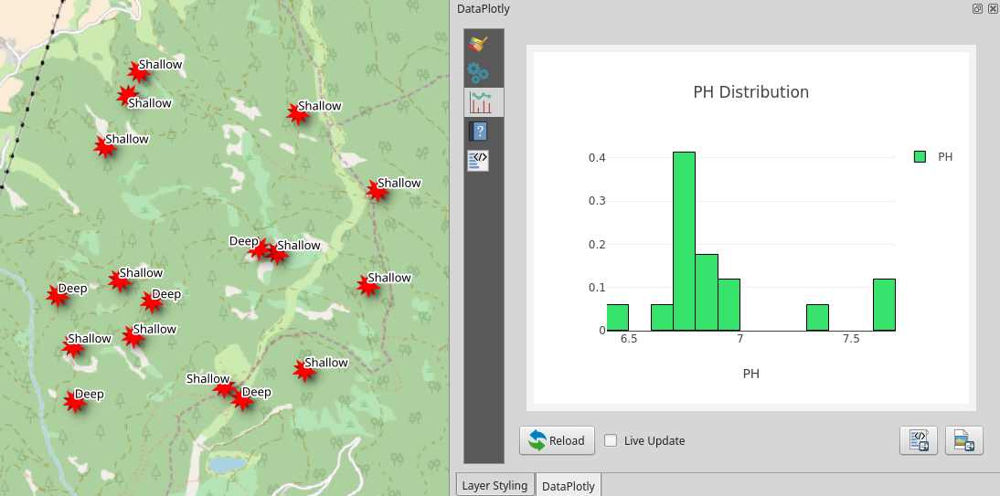 DataPlotly
Shallow
Shallow
Shallow
Shallow
Shallow
Deep
Shallow
Shallow
Shallow
Deep
Deep
Shallow
Shallow
Shallow
Shallow
Deep
Deep
PH Distribution
PH
0.4
0.3
0.2
0.1
0
6.5 7 7.5
PH
?
</>
Reload
Live Update
</>
Layer Styling
DataPlotly